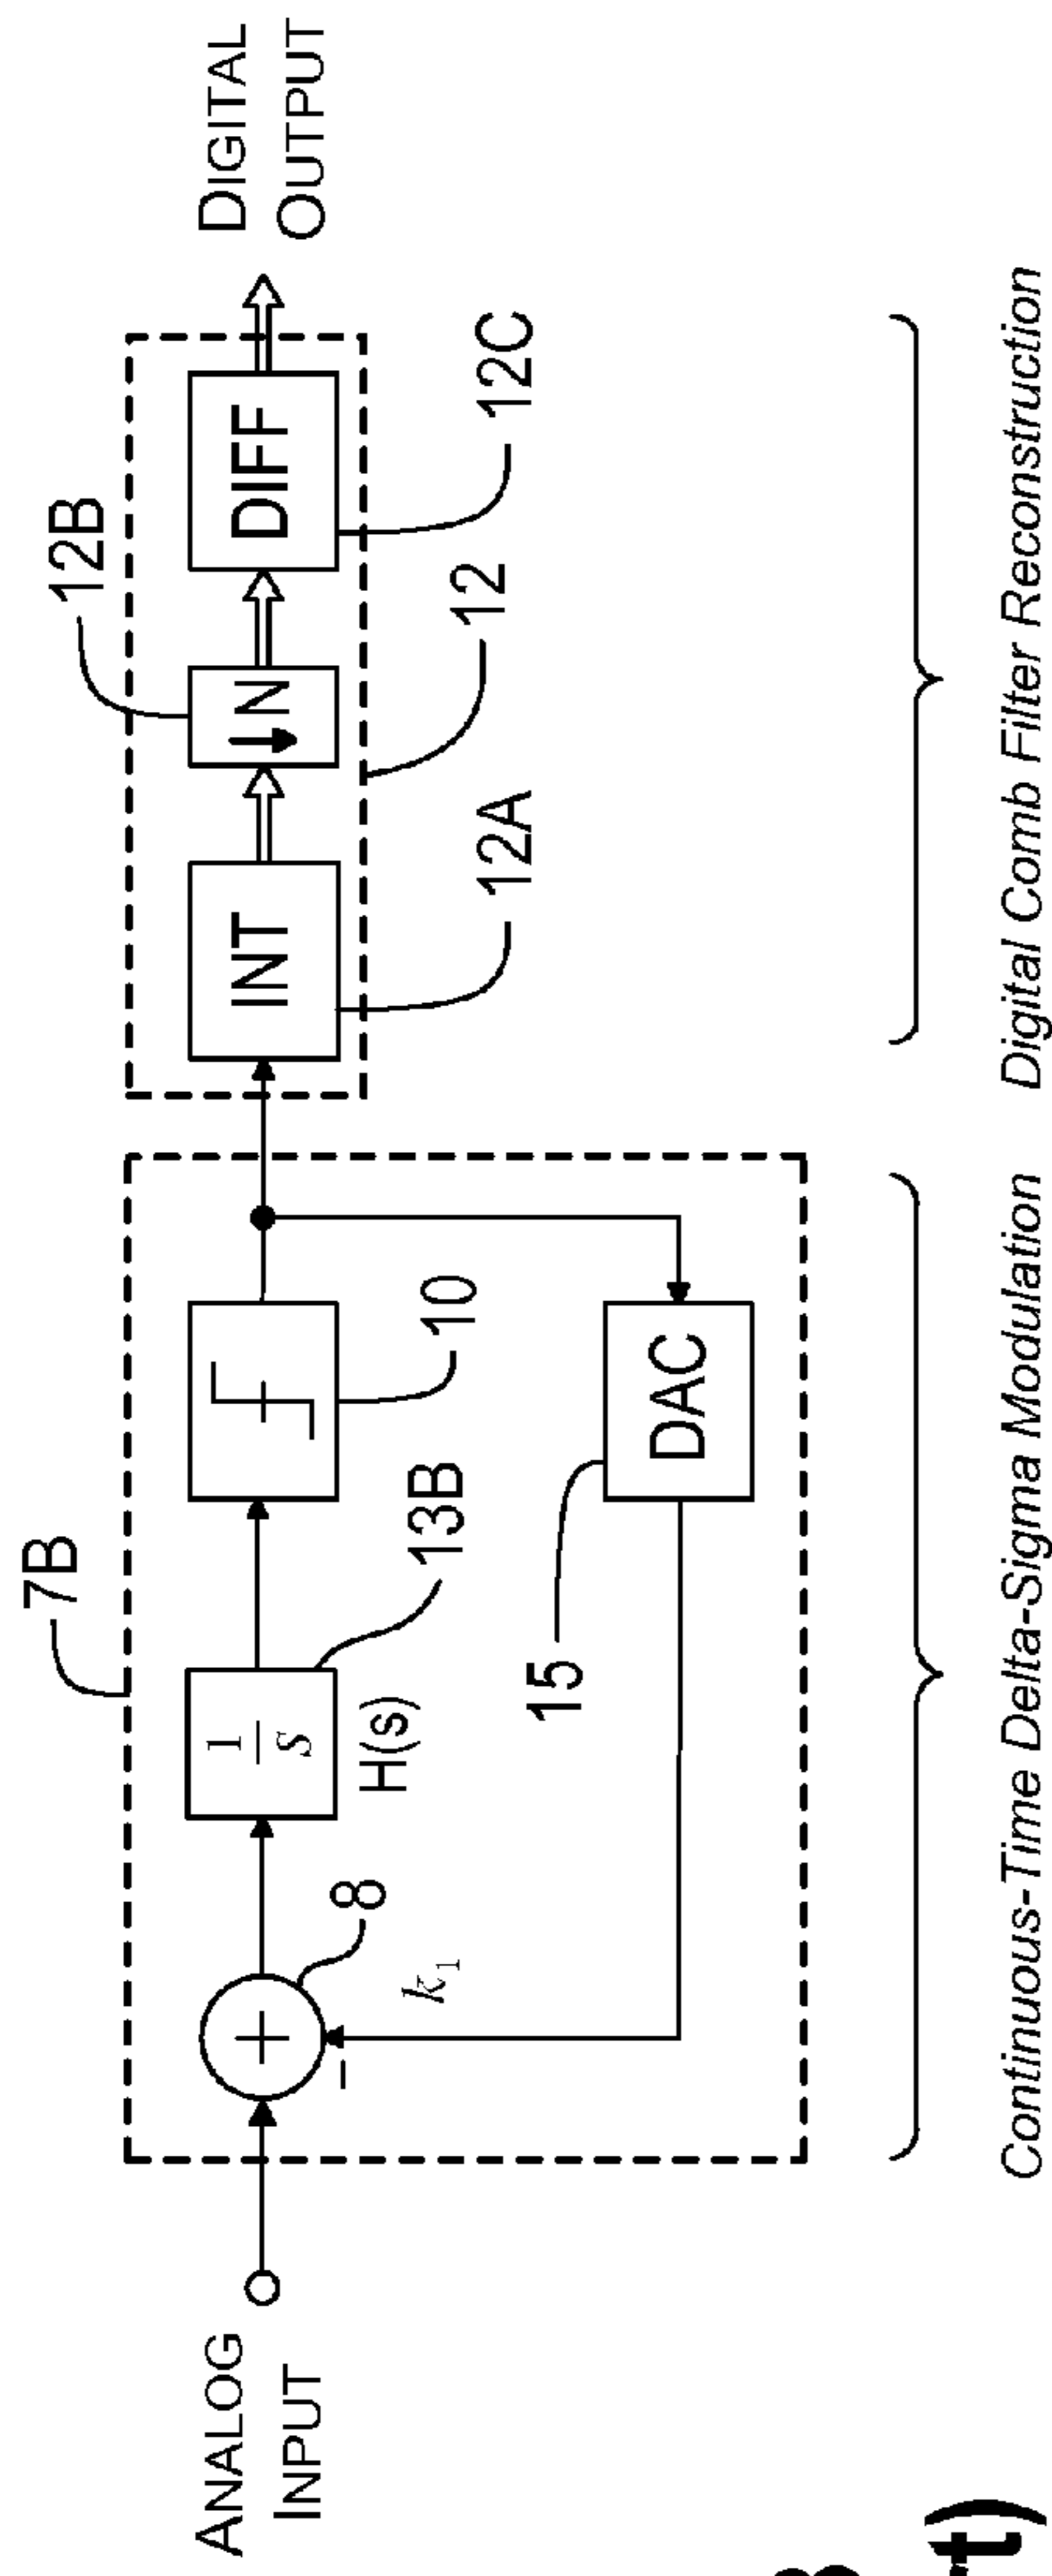 ANALOG
INPUT
7B
+
−
8
k₁
1
s
H(s)
13B
10
15
DAC
INT
12A
↓N
12B
12
DIFF
12C
DIGITAL
OUTPUT
Continuous-Time Delta-Sigma Modulation
Digital Comb Filter Reconstruction